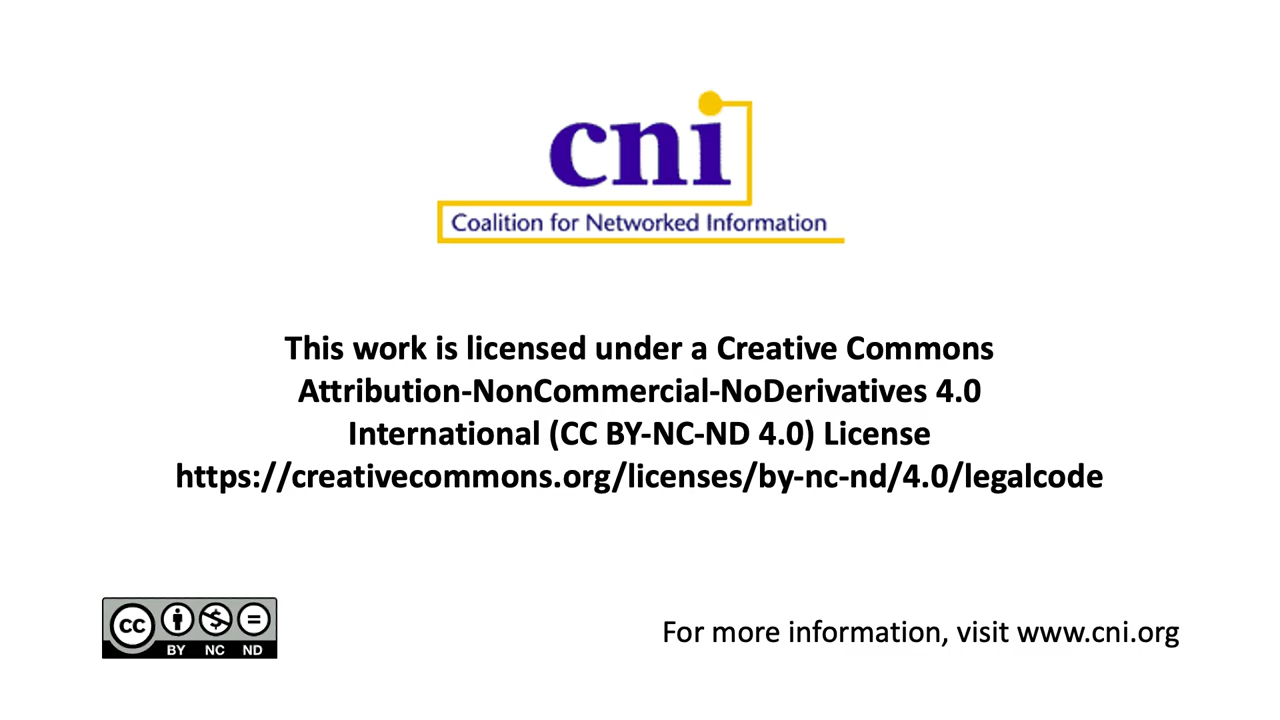 cni
Coalition for Networked Information
This work is licensed under a Creative Commons
Attribution-NonCommercial-NoDerivatives 4.0
International (CC BY-NC-ND 4.0) License
https://creativecommons.org/licenses/by-nc-nd/4.0/legalcode
cc
BY NC ND
For more information, visit www.cni.org